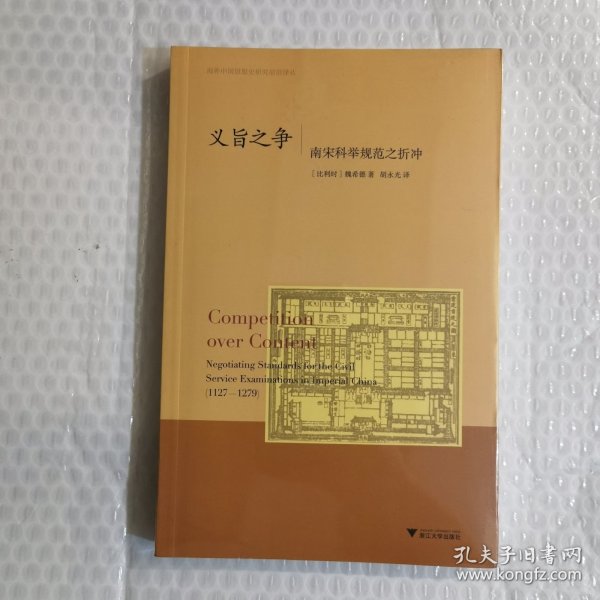 海外中国思想史研究前沿译丛
义旨之争
南宋科举规范之折冲
[比利时] 魏希德 著 胡永光 译
Competition
over Content
Negotiating Standards for the Civil
Service Examinations in Imperial China
(1127—1279)
浙江大学出版社
孔夫子旧书网
www.kongfz.com